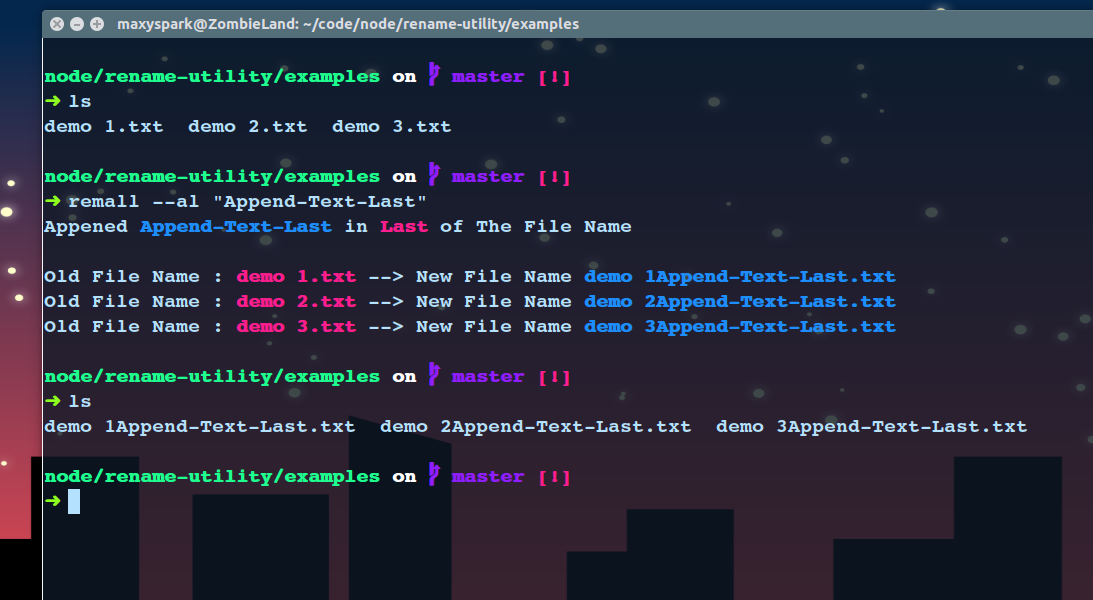 maxyspark@ZombieLand: ~/code/node/rename-utility/examples
node/rename-utility/examples on master [!]
➜ ls
demo 1.txt  demo 2.txt  demo 3.txt
node/rename-utility/examples on master [!]
➜ remall --al "Append-Text-Last"
Appened Append-Text-Last in Last of The File Name
Old File Name : demo 1.txt --> New File Name demo 1Append-Text-Last.txt
Old File Name : demo 2.txt --> New File Name demo 2Append-Text-Last.txt
Old File Name : demo 3.txt --> New File Name demo 3Append-Text-Last.txt
node/rename-utility/examples on master [!]
➜ ls
demo 1Append-Text-Last.txt  demo 2Append-Text-Last.txt  demo 3Append-Text-Last.txt
node/rename-utility/examples on master [!]
➜